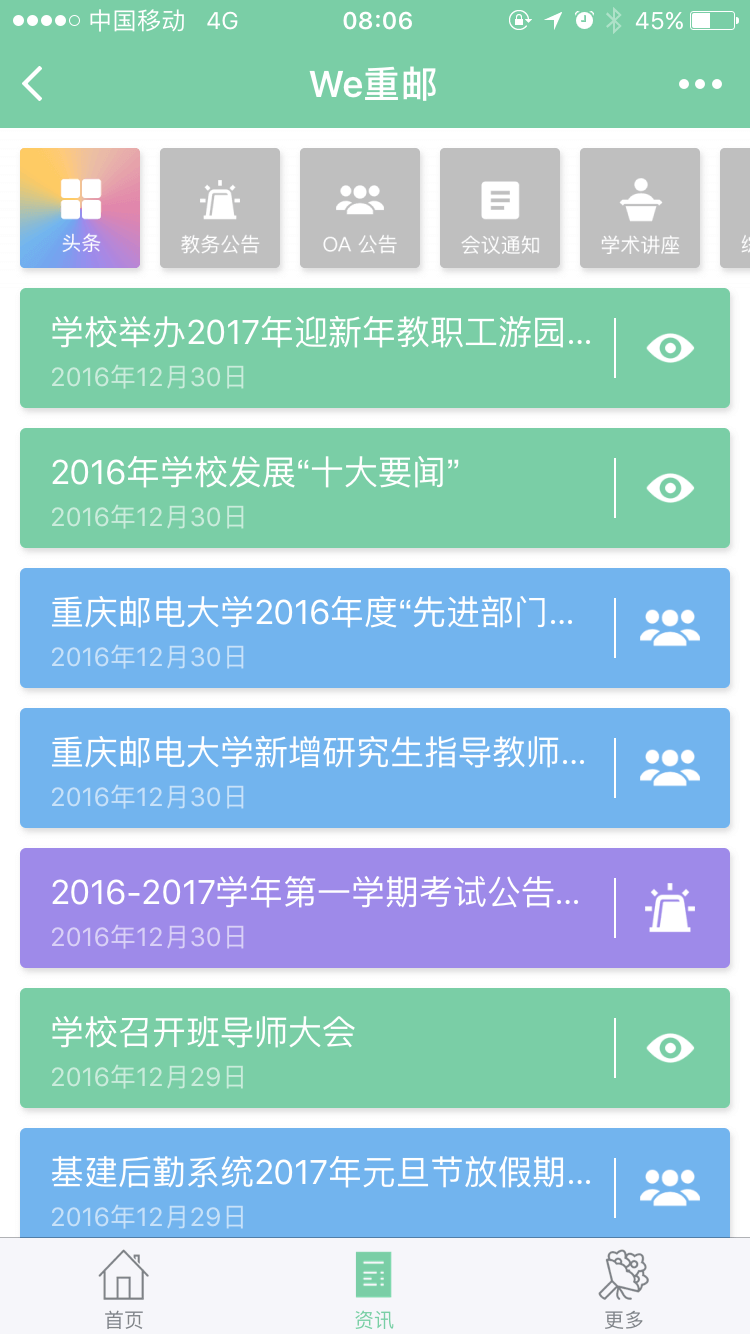 中国移动 4G 08:06 45%
We重邮
头条 教务公告 OA 公告 会议通知 学术讲座
学校举办2017年迎新年教职工游园...
2016年12月30日
2016年学校发展“十大要闻”
2016年12月30日
重庆邮电大学2016年度“先进部门...
2016年12月30日
重庆邮电大学新增研究生指导教师...
2016年12月30日
2016-2017学年第一学期考试公告...
2016年12月30日
学校召开班导师大会
2016年12月29日
基建后勤系统2017年元旦节放假期...
2016年12月29日
首页 资讯 更多